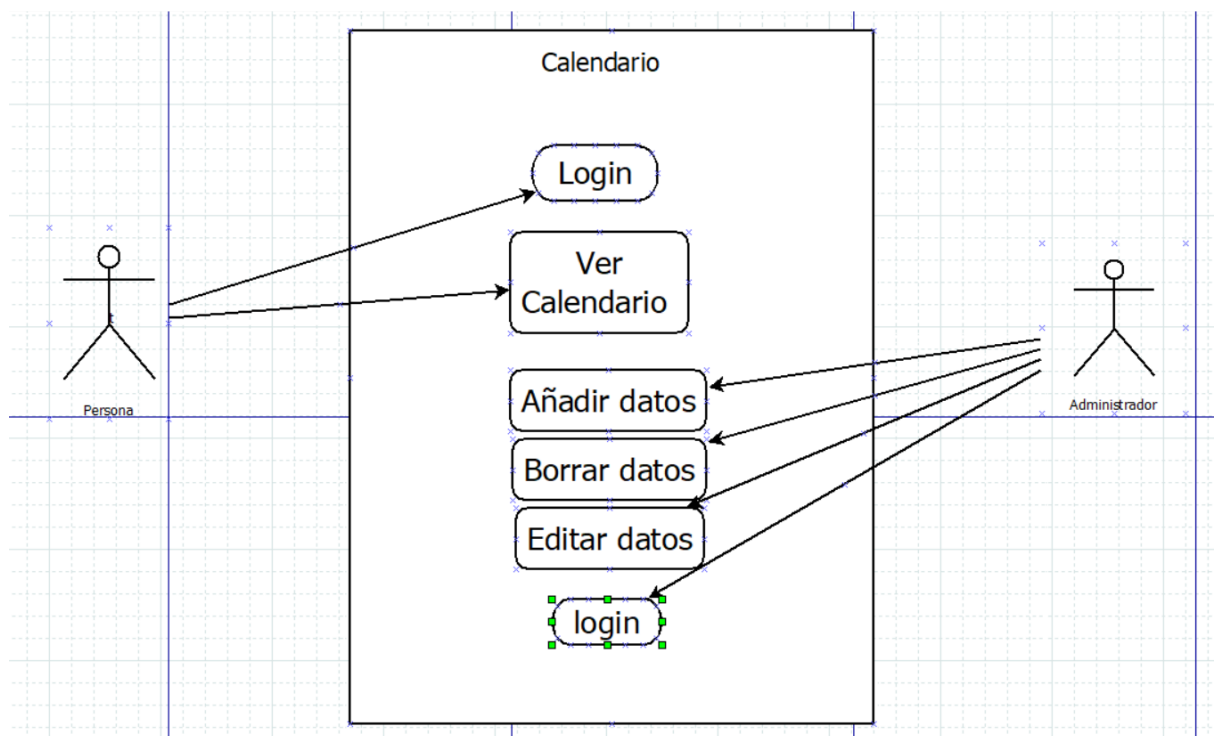 Calendario
Login
Ver
Calendario
Añadir datos
Borrar datos
Editar datos
login
Persona
Administrador